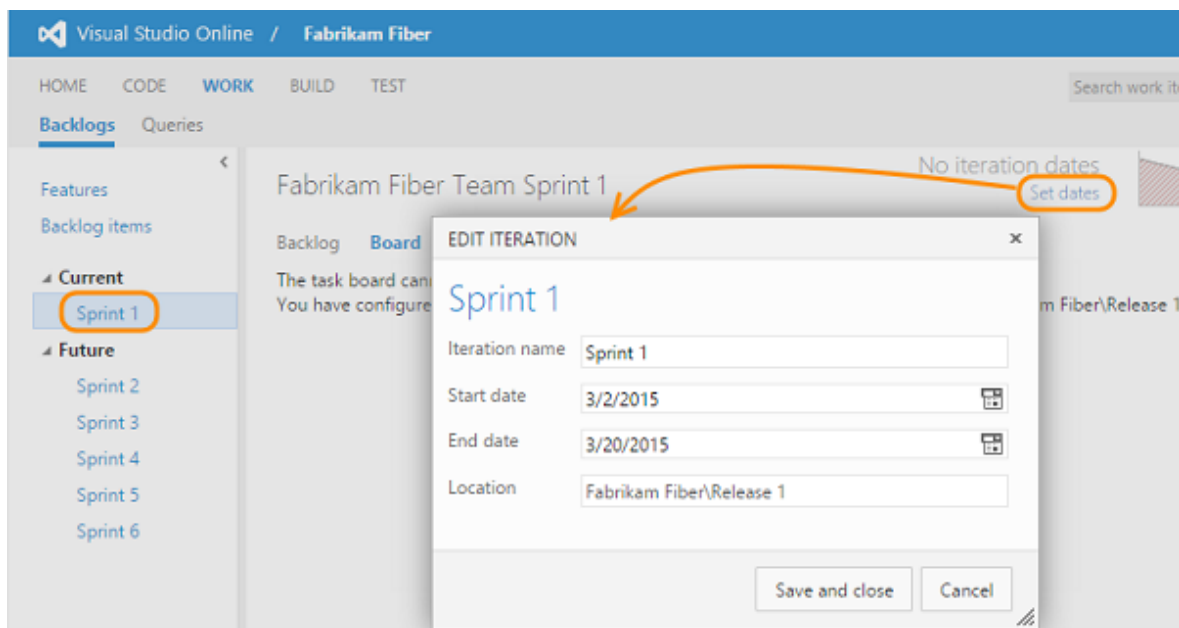 Visual Studio Online / Fabrikam Fiber
HOME CODE WORK BUILD TEST
Search work
Backlogs Queries
Features
Backlog items
Current
Sprint 1
Future
Sprint 2
Sprint 3
Sprint 4
Sprint 5
Sprint 6
Fabrikam Fiber Team Sprint 1
No iteration dates
Set dates
Backlog Board
The task board
You have configure
m Fiber\Release 1
EDIT ITERATION
Sprint 1
Iteration name Sprint 1
Start date 3/2/2015
End date 3/20/2015
Location Fabrikam Fiber\Release 1
Save and close Cancel